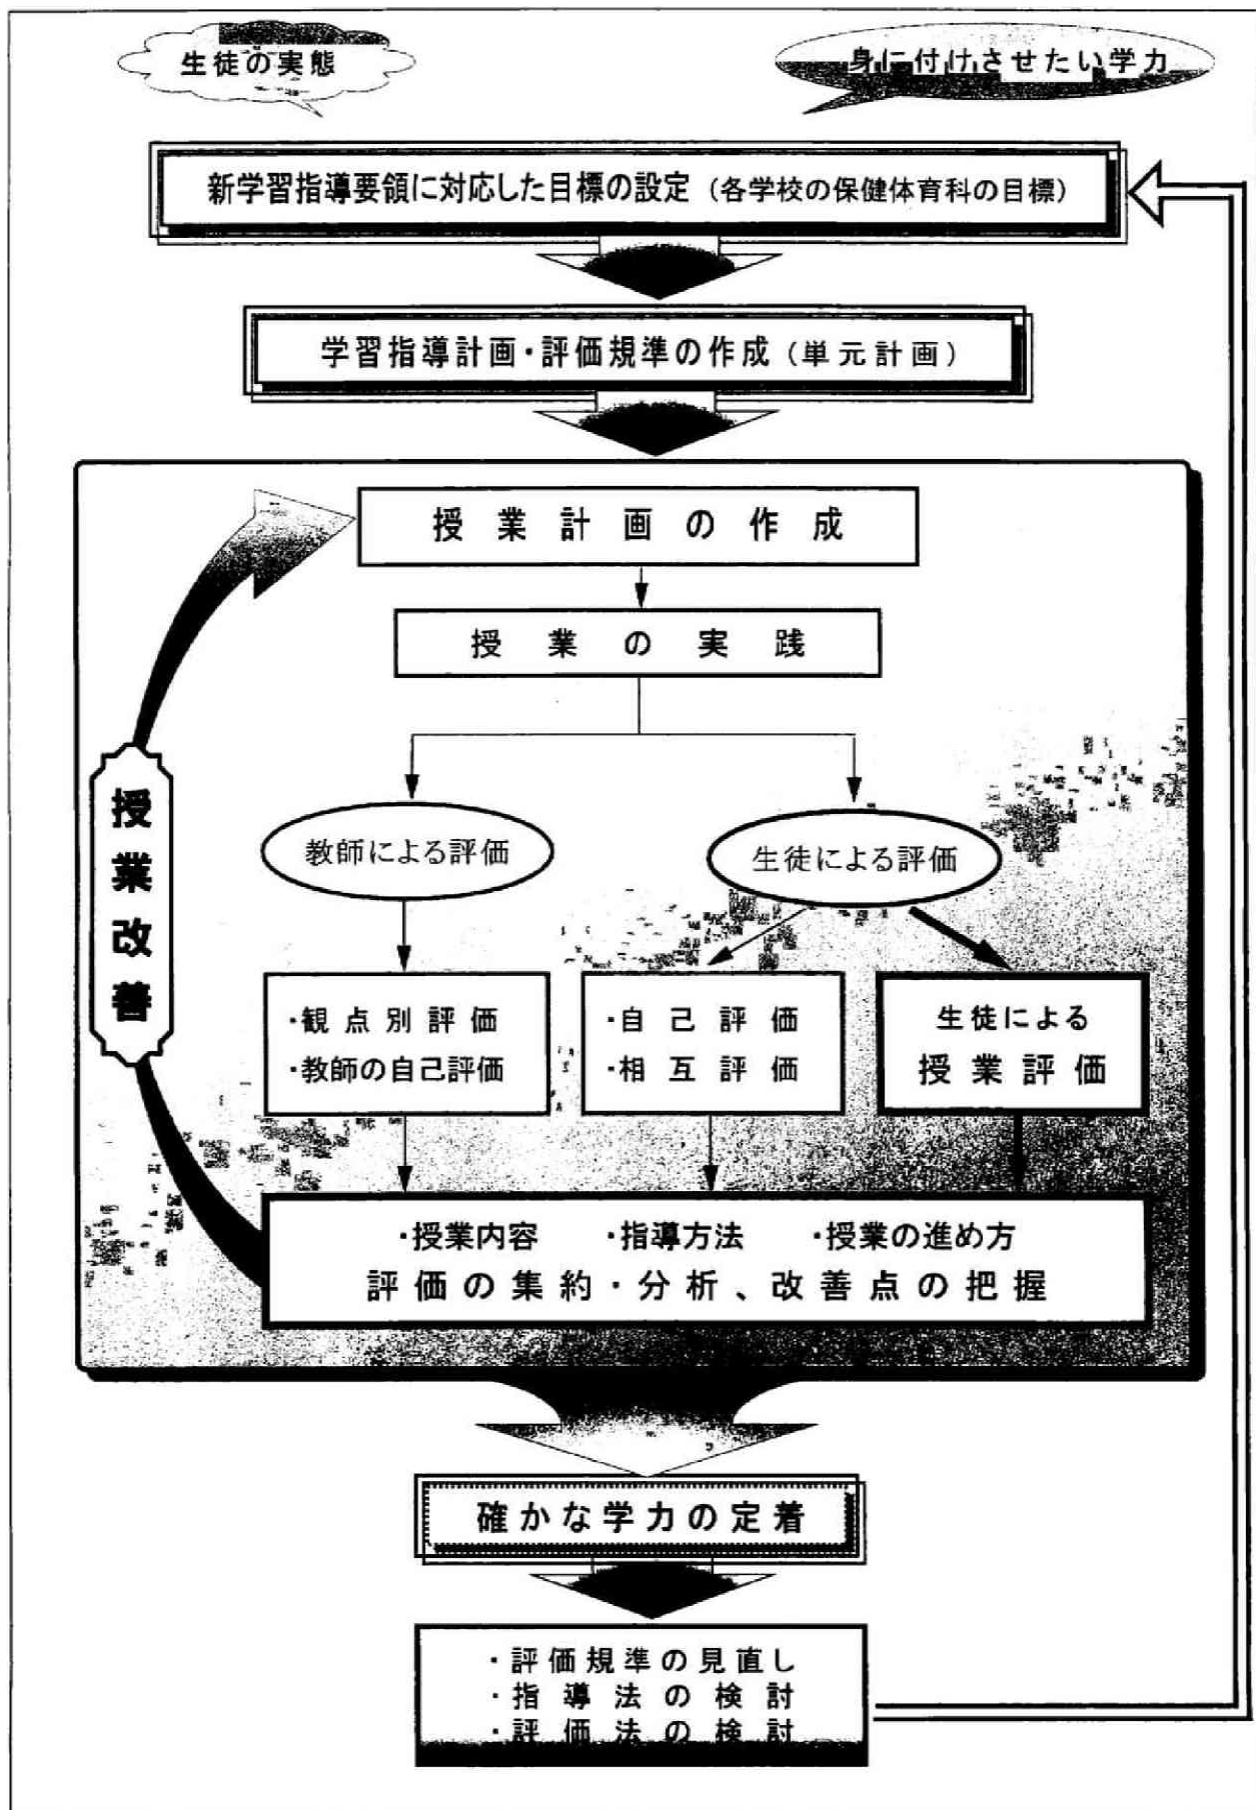 生徒の実態
身に付けさせたい学力
新学習指導要領に対応した目標の設定（各学校の保健体育科の目標）
学習指導計画・評価規準の作成（単元計画）
授業計画の作成
授業の実践
授業改善
教師による評価
生徒による評価
・観点別評価
・教師の自己評価
・自己評価
・相互評価
生徒による
授業評価
・授業内容　・指導方法　・授業の進め方
評価の集約・分析、改善点の把握
確かな学力の定着
・評価規準の見直し
・指導法の検討
・評価法の検討